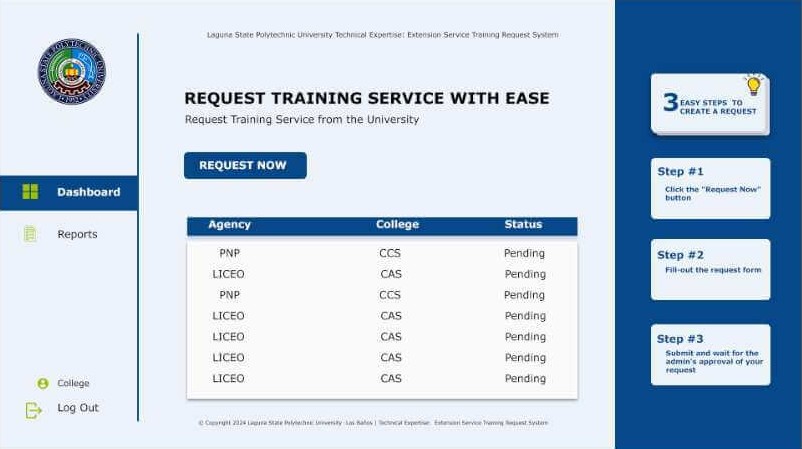 Laguna State Polytechnic University Technical Expertise: Extension Service Training Request System
REQUEST TRAINING SERVICE WITH EASE
Request Training Service from the University
REQUEST NOW
Dashboard
Reports
Agency College Status
PNP CCS Pending
LICEO CAS Pending
PNP CCS Pending
LICEO CAS Pending
LICEO CAS Pending
LICEO CAS Pending
LICEO CAS Pending
College
Log Out
© Copyright 2024 Laguna State Polytechnic University -Los Baños | Technical Expertise: Extension Service Training Request System
3 EASY STEPS TO
CREATE A REQUEST
Step #1
Click the "Request Now"
button
Step #2
Fill-out the request form
Step #3
Submit and wait for the
admin's approval of your
request